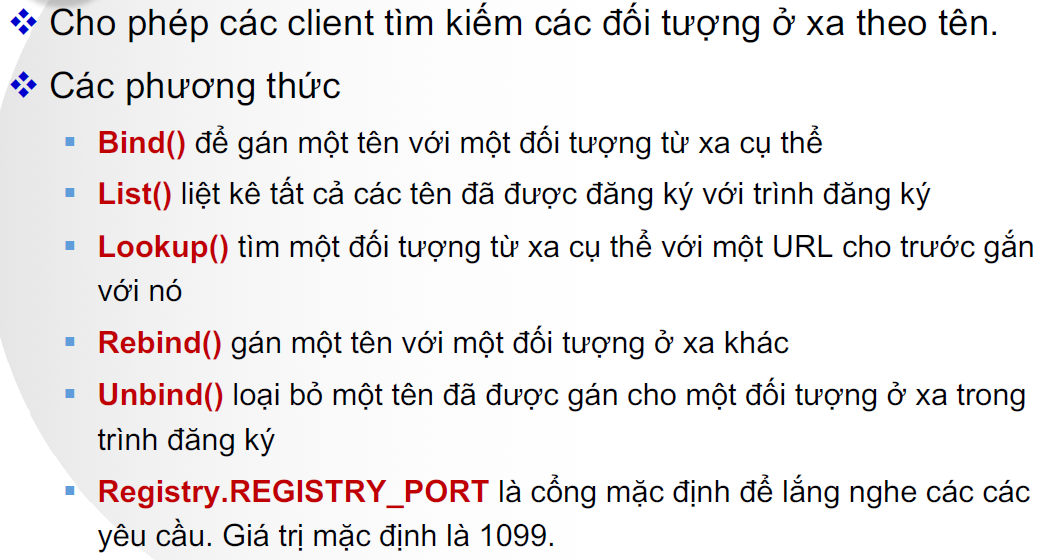 Cho phép các client tìm kiếm các đối tượng ở xa theo tên.
Các phương thức
Bind() để gán một tên với một đối tượng từ xa cụ thể
List() liệt kê tất cả các tên đã được đăng ký với trình đăng ký
Lookup() tìm một đối tượng từ xa cụ thể với một URL cho trước gắn
với nó
Rebind() gán một tên với một đối tượng ở xa khác
Unbind() loại bỏ một tên đã được gán cho một đối tượng ở xa trong
trình đăng ký
Registry.REGISTRY_PORT là cổng mặc định để lắng nghe các các
yêu cầu. Giá trị mặc định là 1099.